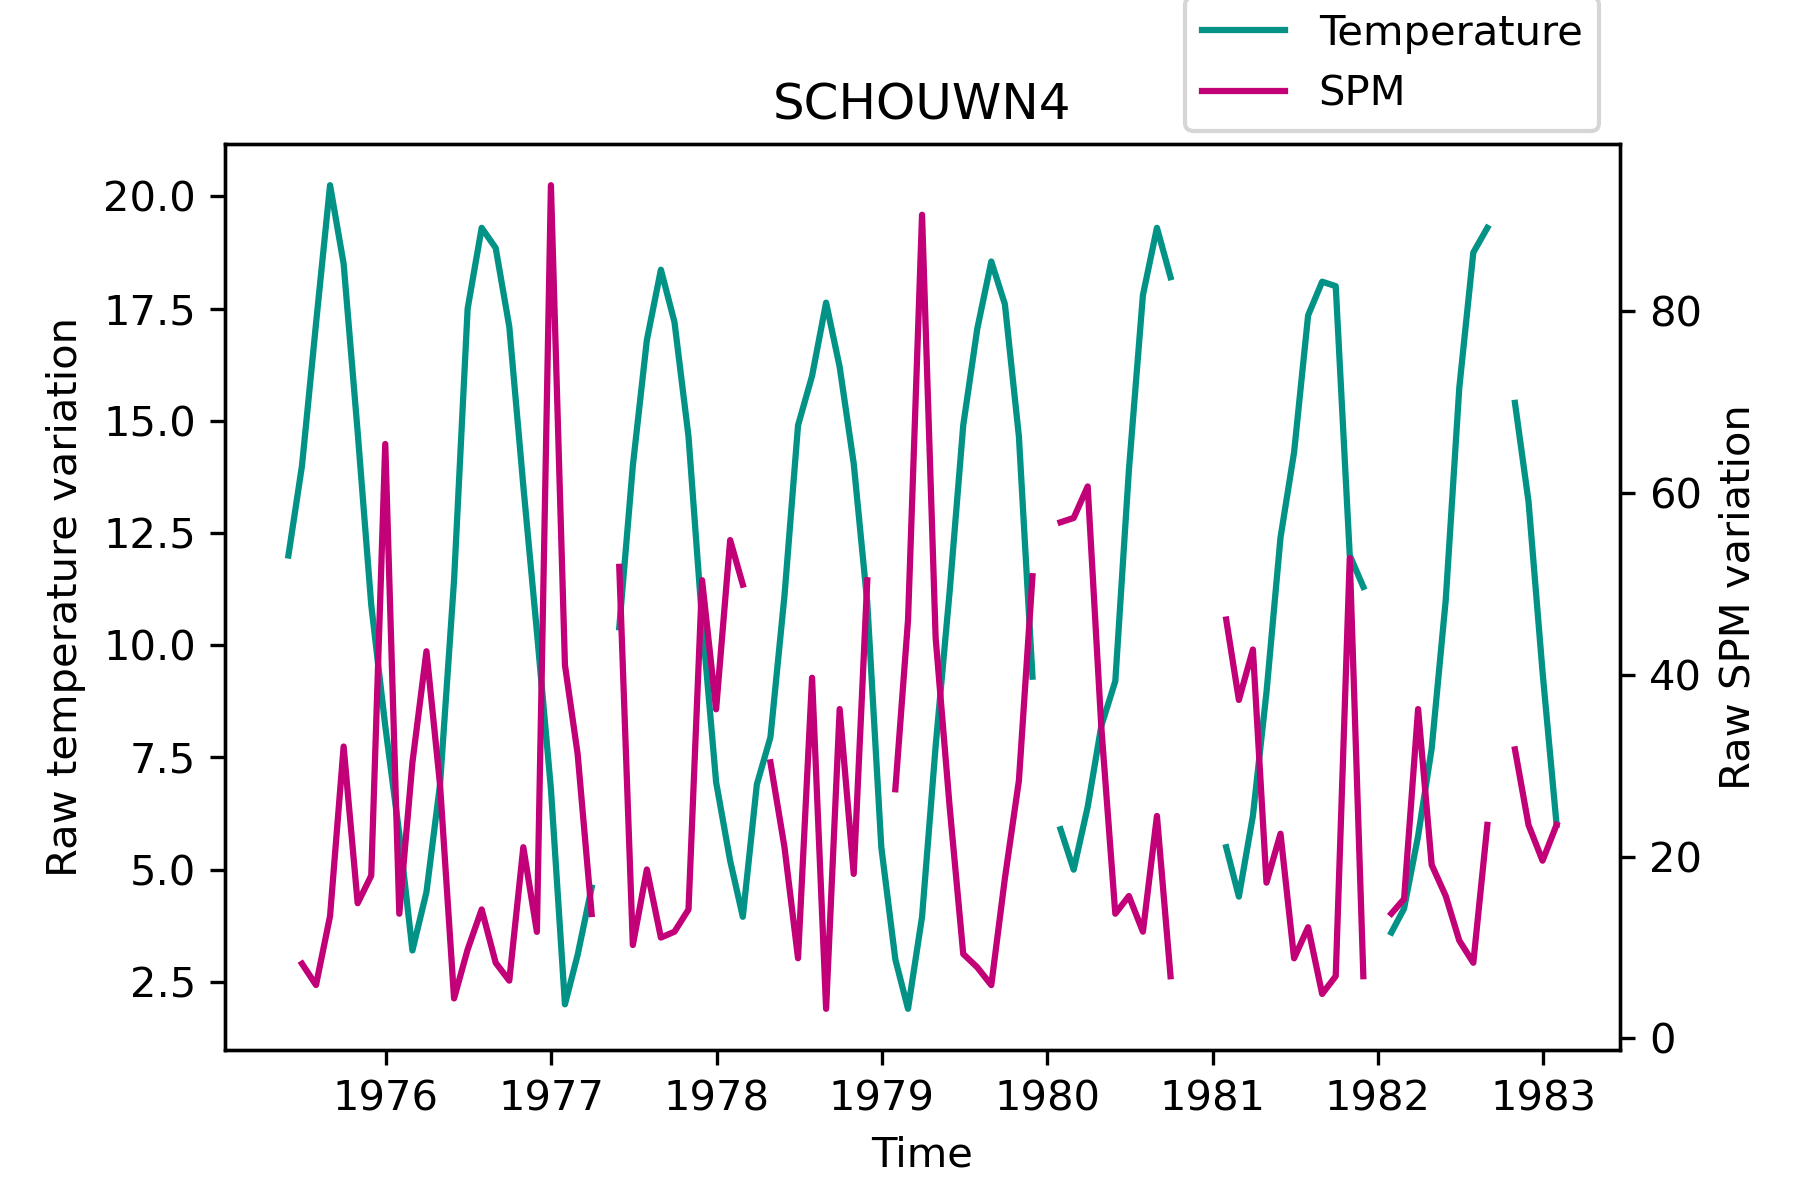 Temperature
SPM
SCHOUWN4
Raw temperature variation
20.0
17.5
15.0
12.5
10.0
7.5
5.0
2.5
80
60
40
20
0
Raw SPM variation
1976 1977 1978 1979 1980 1981 1982 1983
Time